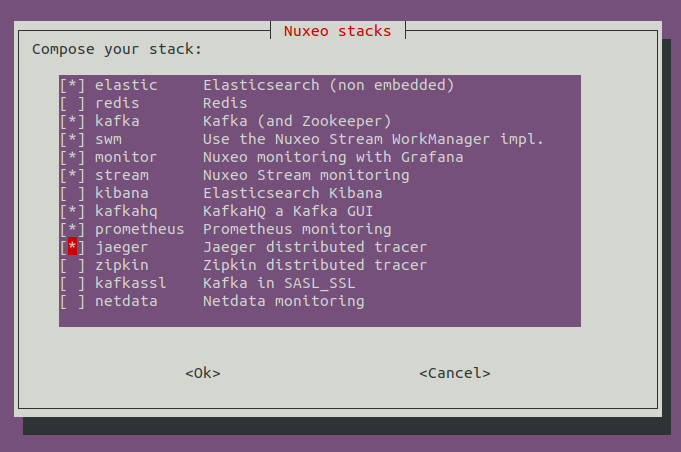 Nuxeo stacks
Compose your stack:
[*] elastic Elasticsearch (non embedded)
[ ] redis Redis
[*] kafka Kafka (and Zookeeper)
[*] swm Use the Nuxeo Stream WorkManager impl.
[*] monitor Nuxeo monitoring with Grafana
[*] stream Nuxeo Stream monitoring
[ ] kibana Elasticsearch Kibana
[*] kafkahq KafkaHQ a Kafka GUI
[*] prometheus Prometheus monitoring
[*] jaeger Jaeger distributed tracer
[ ] zipkin Zipkin distributed tracer
[ ] kafkassl Kafka in SASL_SSL
[ ] netdata Netdata monitoring
<Ok> <Cancel>